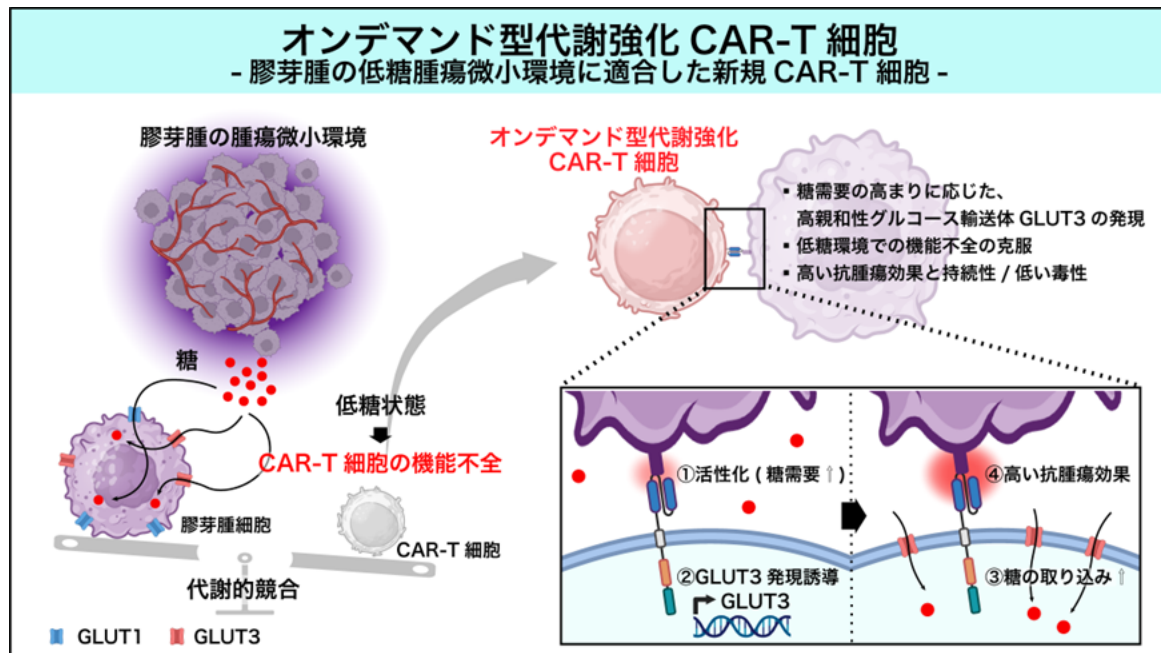 オンデマンド型代謝強化 CAR-T 細胞
- 膠芽腫の低糖腫瘍微小環境に適合した新規 CAR-T 細胞 -
膠芽腫の腫瘍微小環境
糖
低糖状態
CAR-T 細胞の機能不全
膠芽腫細胞
CAR-T 細胞
代謝的競合
GLUT1
GLUT3
オンデマンド型代謝強化
CAR-T 細胞
▪ 糖需要の高まりに応じた、
高親和性グルコース輸送体 GLUT3 の発現
▪ 低糖環境での機能不全の克服
▪ 高い抗腫瘍効果と持続性 / 低い毒性
①活性化 ( 糖需要↑)
②GLUT3 発現誘導
GLUT3
④高い抗腫瘍効果
③糖の取り込み↑